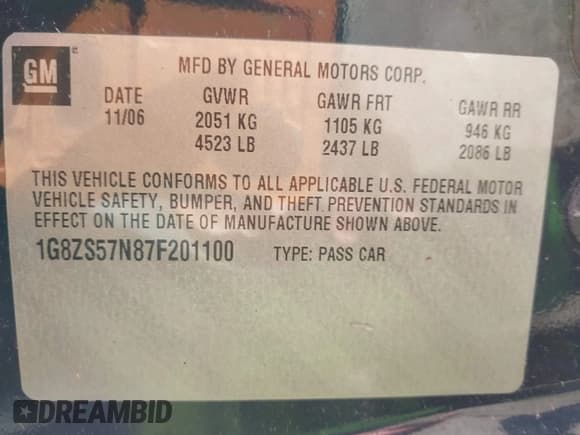 GM
MFD BY GENERAL MOTORS CORP.
DATE GVWR GAWR FRT GAWR RR
11/06 2051 KG 1105 KG 946 KG
4523 LB 2437 LB 2086 LB
THIS VEHICLE CONFORMS TO ALL APPLICABLE U.S. FEDERAL MOTOR
VEHICLE SAFETY, BUMPER, AND THEFT PREVENTION STANDARDS IN
EFFECT ON THE DATE OF MANUFACTURE SHOWN ABOVE.
1G8ZS57N87F201100 TYPE: PASS CAR
DREAMBID